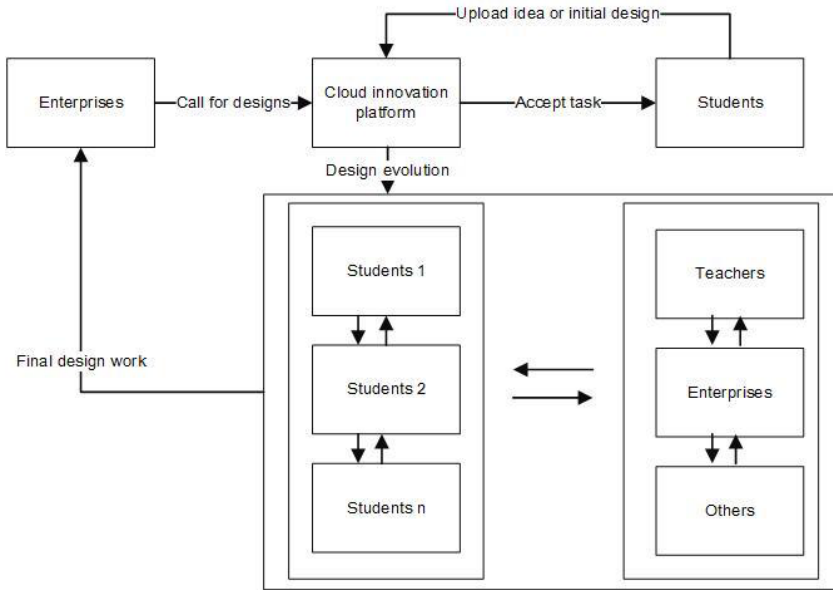 Upload idea or initial design
Enterprises
Call for designs
Cloud innovation
platform
Accept task
Students
Design evolution
Students 1
Teachers
Final design work
Students 2
Enterprises
Students n
Others